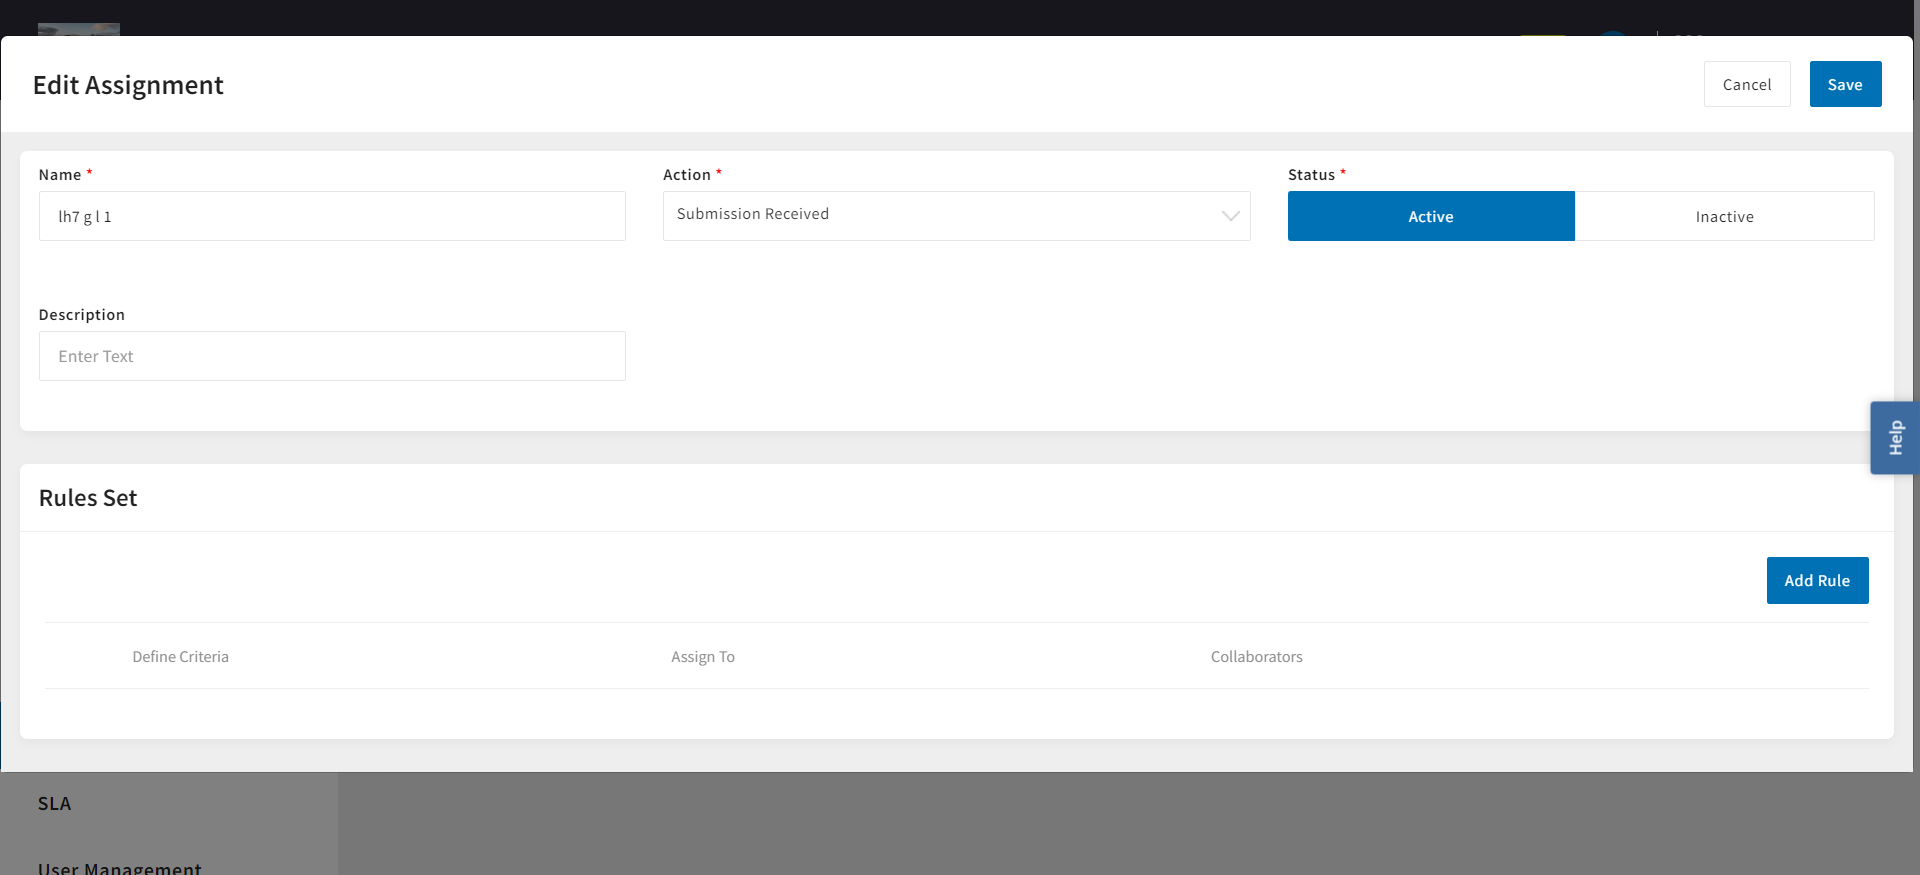 Edit Assignment
Cancel
Save
Name *
Action *
Status *
lh7 g l 1
Submission Received
Active
Inactive
Description
Enter Text
Help
Rules Set
Add Rule
Define Criteria
Assign To
Collaborators
SLA
User Management